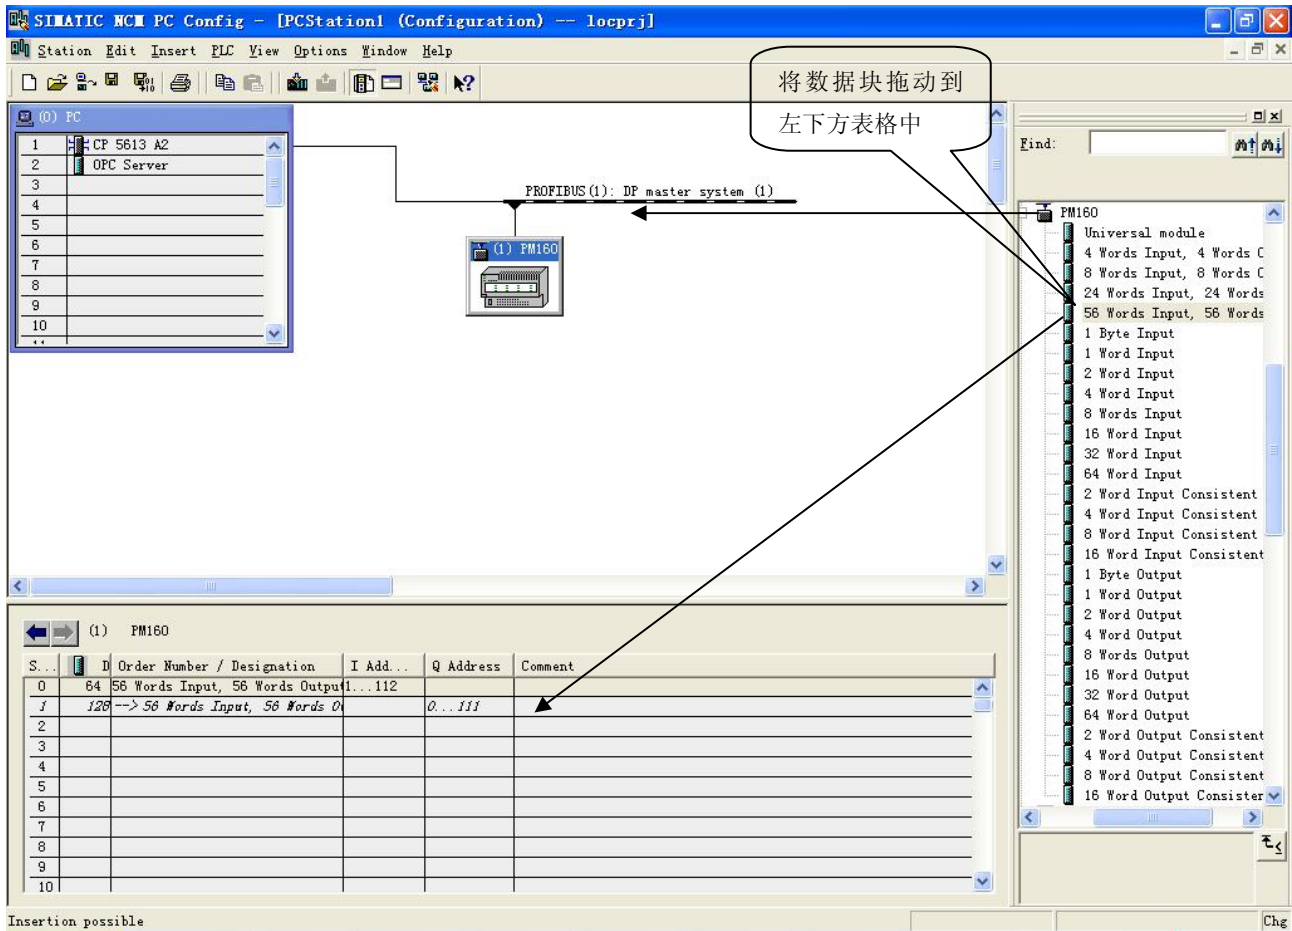 SIMATIC NCM PC Config - [PCStation1 (Configuration) -- locprj]
Station Edit Insert PLC View Options Window Help
将数据块拖动到
左下方表格中
(0) PC
1 CP 5613 A2
2 OPC Server
3
4
5
6
7
8
9
10
11
PROFIBUS(1): DP master system (1)
(1) PM160
Find:
PM160
Universal module
4 Words Input, 4 Words O
8 Words Input, 8 Words O
24 Words Input, 24 Words
56 Words Input, 56 Words
1 Byte Input
1 Word Input
2 Word Input
4 Word Input
8 Words Input
16 Word Input
32 Word Input
64 Word Input
2 Word Input Consistent
4 Word Input Consistent
8 Word Input Consistent
16 Word Input Consistent
1 Byte Output
1 Word Output
2 Word Output
4 Word Output
8 Words Output
16 Word Output
32 Word Output
64 Word Output
2 Word Output Consistent
4 Word Output Consistent
8 Word Output Consistent
16 Word Output Consister
(1) PM160
S... D Order Number / Designation I Add... Q Address Comment
0 64 56 Words Input, 56 Words Output 1...112
1 128 --> 56 Words Input, 56 Words O 0...111
2
3
4
5
6
7
8
9
10
Insertion possible
Chg